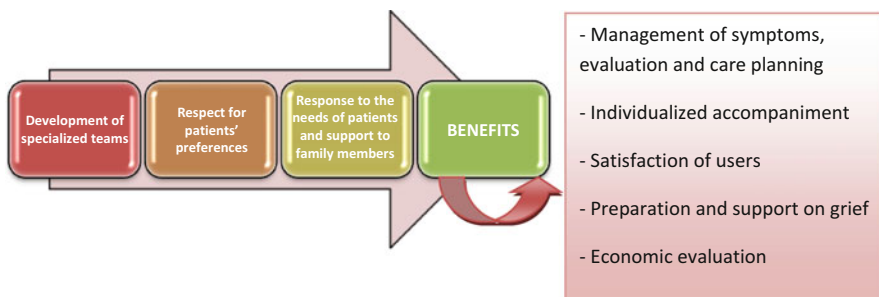 Development of
specialized teams
Respect for
patients'
preferences
Response to the
needs of patients
and support to
family members
BENEFITS
- Management of symptoms,
evaluation and care planning
- Individualized accompaniment
- Satisfaction of users
- Preparation and support on grief
- Economic evaluation